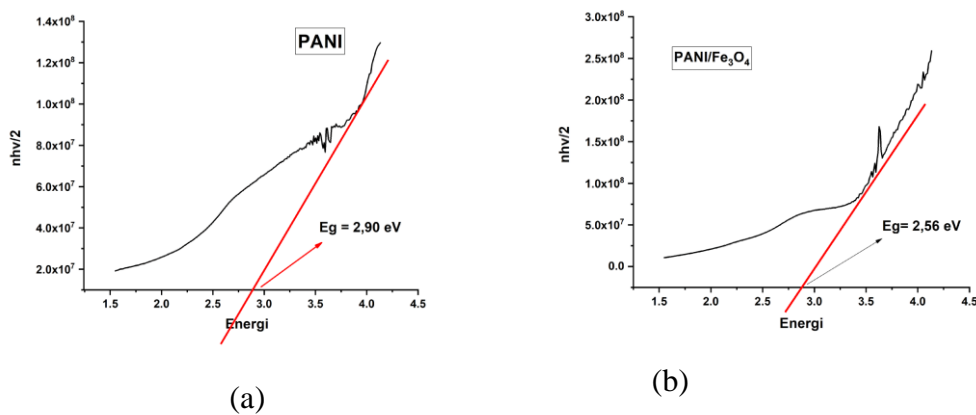 PANI
nhv/2
1.4x10⁸
1.2x10⁸
1.0x10⁸
8.0x10⁷
6.0x10⁷
4.0x10⁷
2.0x10⁷
Eg = 2,90 eV
1.5 2.0 2.5 3.0 3.5 4.0 4.5
Energi
(a)
PANI/Fe₃O₄
nhv/2
3.0x10⁸
2.5x10⁸
2.0x10⁸
1.5x10⁸
1.0x10⁸
5.0x10⁷
0.0
Eg= 2,56 eV
1.5 2.0 2.5 3.0 3.5 4.0 4.5
Energi
(b)